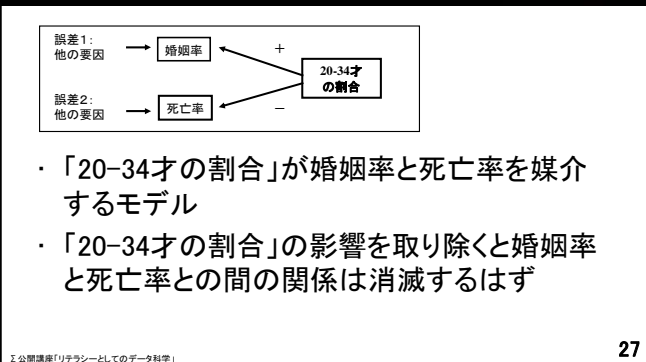 誤差1:
他の要因
婚姻率
+
20-34才
の割合
誤差2:
他の要因
死亡率
−
・「20-34才の割合」が婚姻率と死亡率を媒介
するモデル
・「20-34才の割合」の影響を取り除くと婚姻率
と死亡率との間の関係は消滅するはず
Σ公開講座「リテラシーとしてのデータ科学」
27